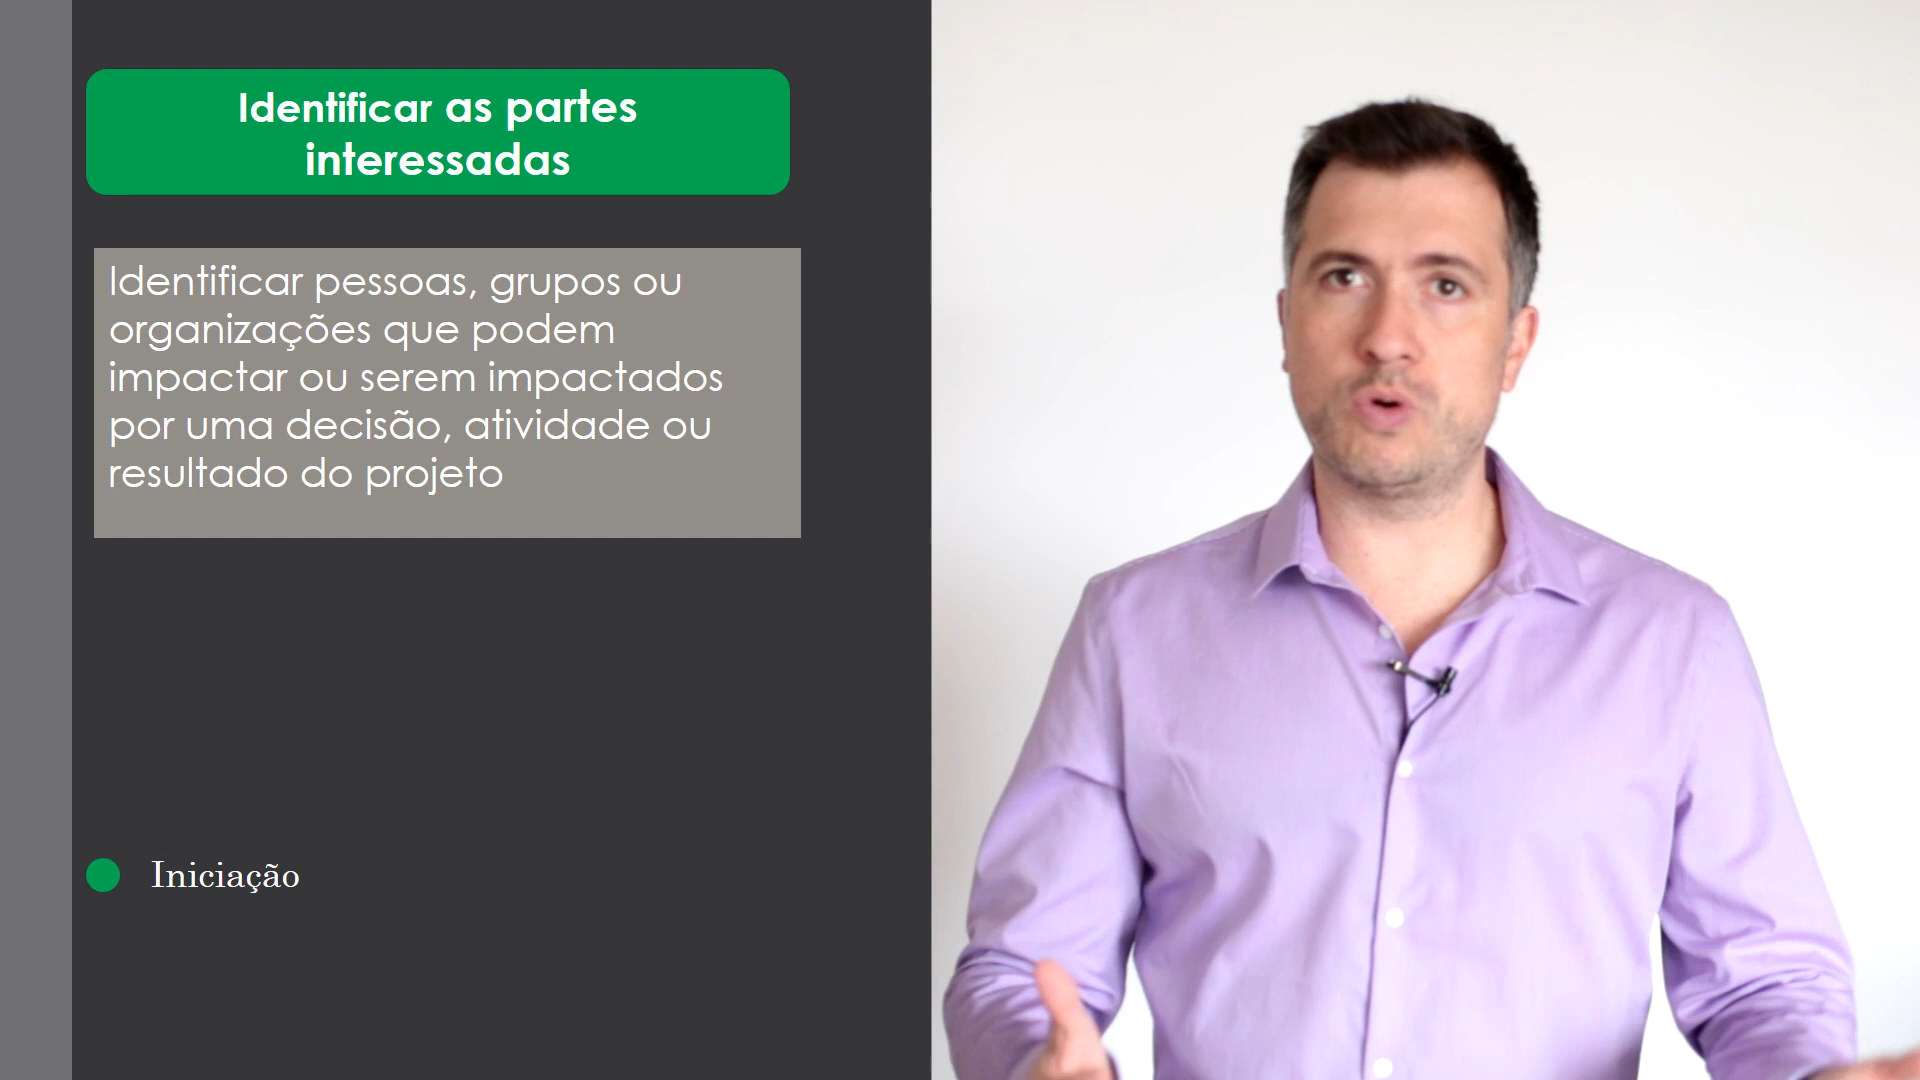 Identificar as partes
interessadas
Identificar pessoas, grupos ou
organizações que podem
impactar ou serem impactados
por uma decisão, atividade ou
resultado do projeto
Iniciação